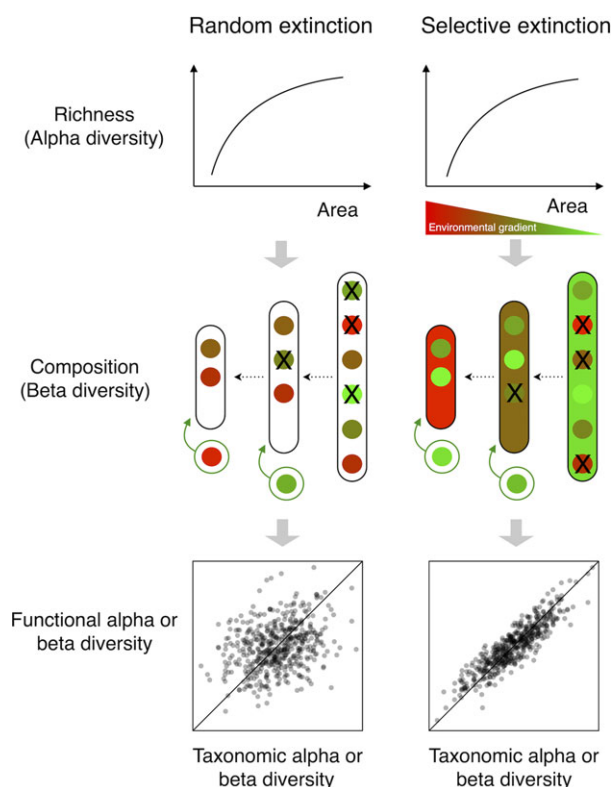 Random extinction
Selective extinction
Richness
(Alpha diversity)
Area
Area
Environmental gradient
Composition
(Beta diversity)
X
X
X
X
X
X
X
X
Functional alpha or
beta diversity
Taxonomic alpha or
beta diversity
Taxonomic alpha or
beta diversity